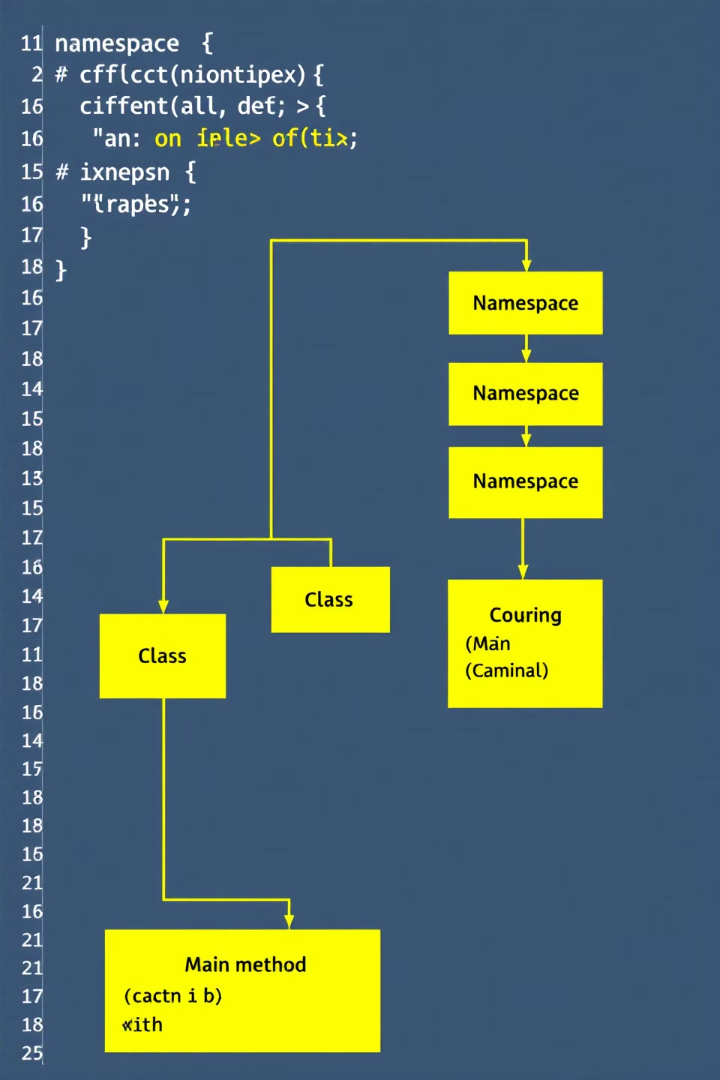 11 namespace {
2 # cfflcct(niontipex) {
16 ciffent(all, def; > {
16 "an: on iple> of(tix;
15 # ixnepsn {
16 "trapes";
17 }
18 }
16
17
18
14
15
18
13
15
17
16
14
17
11
18
16
14
15
18
18
15
21
16
21
21
17
18
25
Namespace
Namespace
Namespace
Couring
(Main
(Caminal)
Class
Class
Main method
(cactn i b)
with